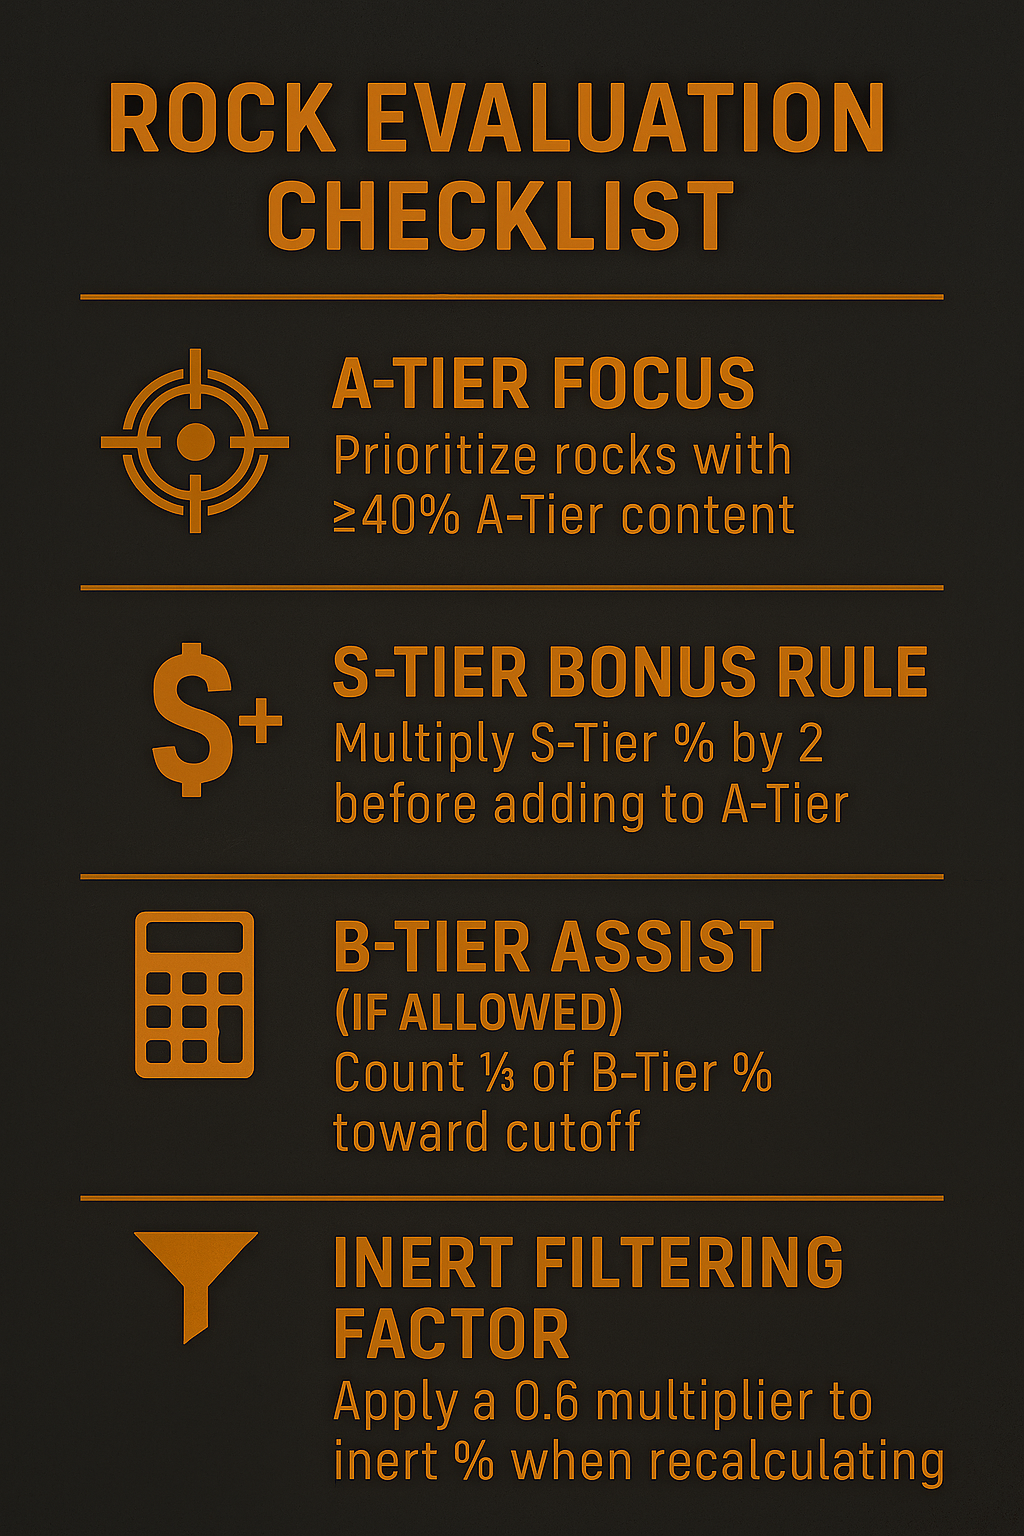 ROCK EVALUATION
CHECKLIST
A-TIER FOCUS
Prioritize rocks with
≥40% A-Tier content
$+
S-TIER BONUS RULE
Multiply S-Tier % by 2
before adding to A-Tier
B-TIER ASSIST
(IF ALLOWED)
Count ⅓ of B-Tier %
toward cutoff
INERT FILTERING
FACTOR
Apply a 0.6 multiplier to
inert % when recalculating